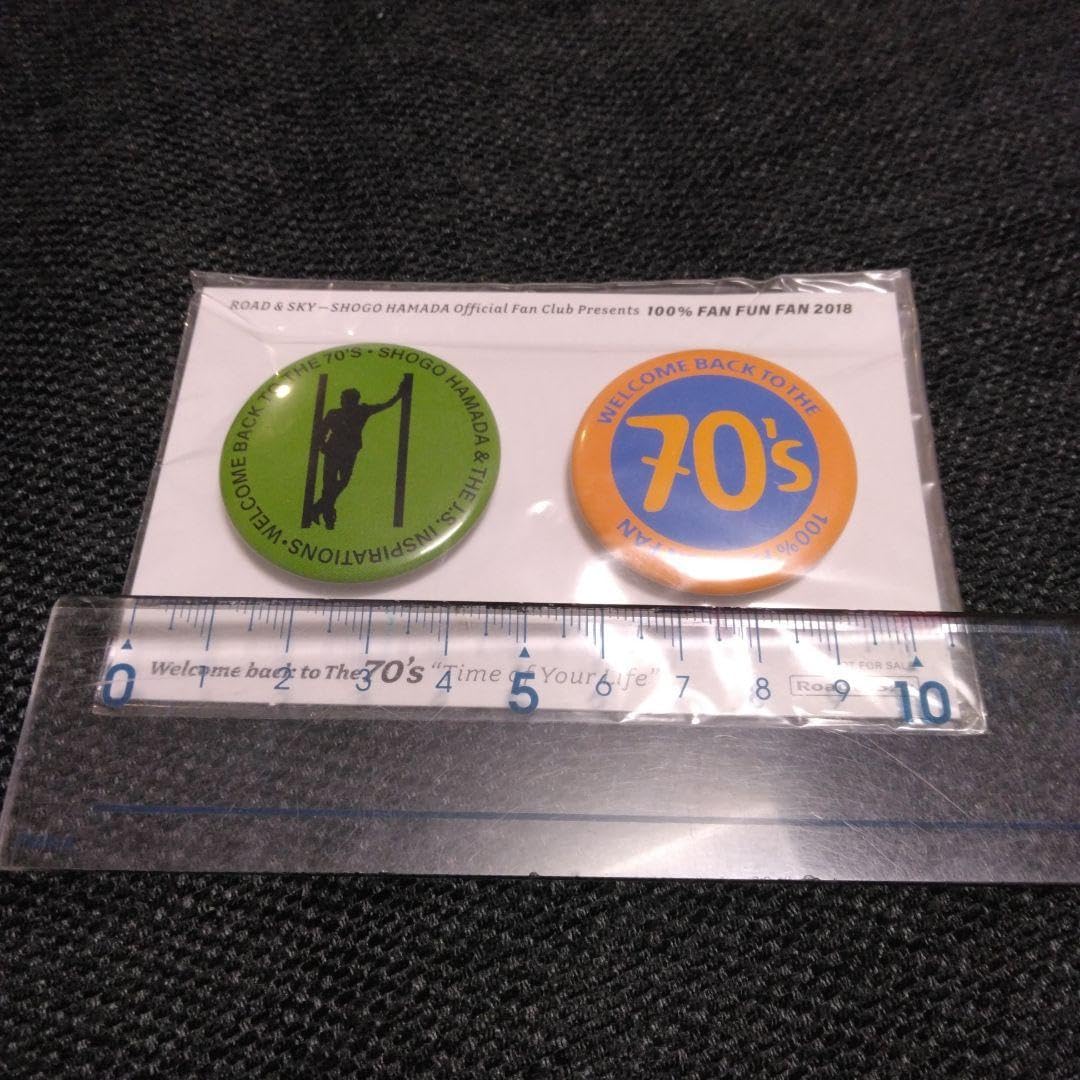 ROAD & SKY—SHOGO HAMADA Official Fan Club Presents 100% FAN FUN FAN 2018
WELCOME BACK TO THE 70'S • SHOGO HAMADA & THE J.S. INSPIRATIONS •
WELCOME BACK TO THE
70's
100%
FAN
0 1 2 3 4 5 6 7 8 9 10
Welcome back to The 70's "Time of Your Life"
NOT FOR SALE